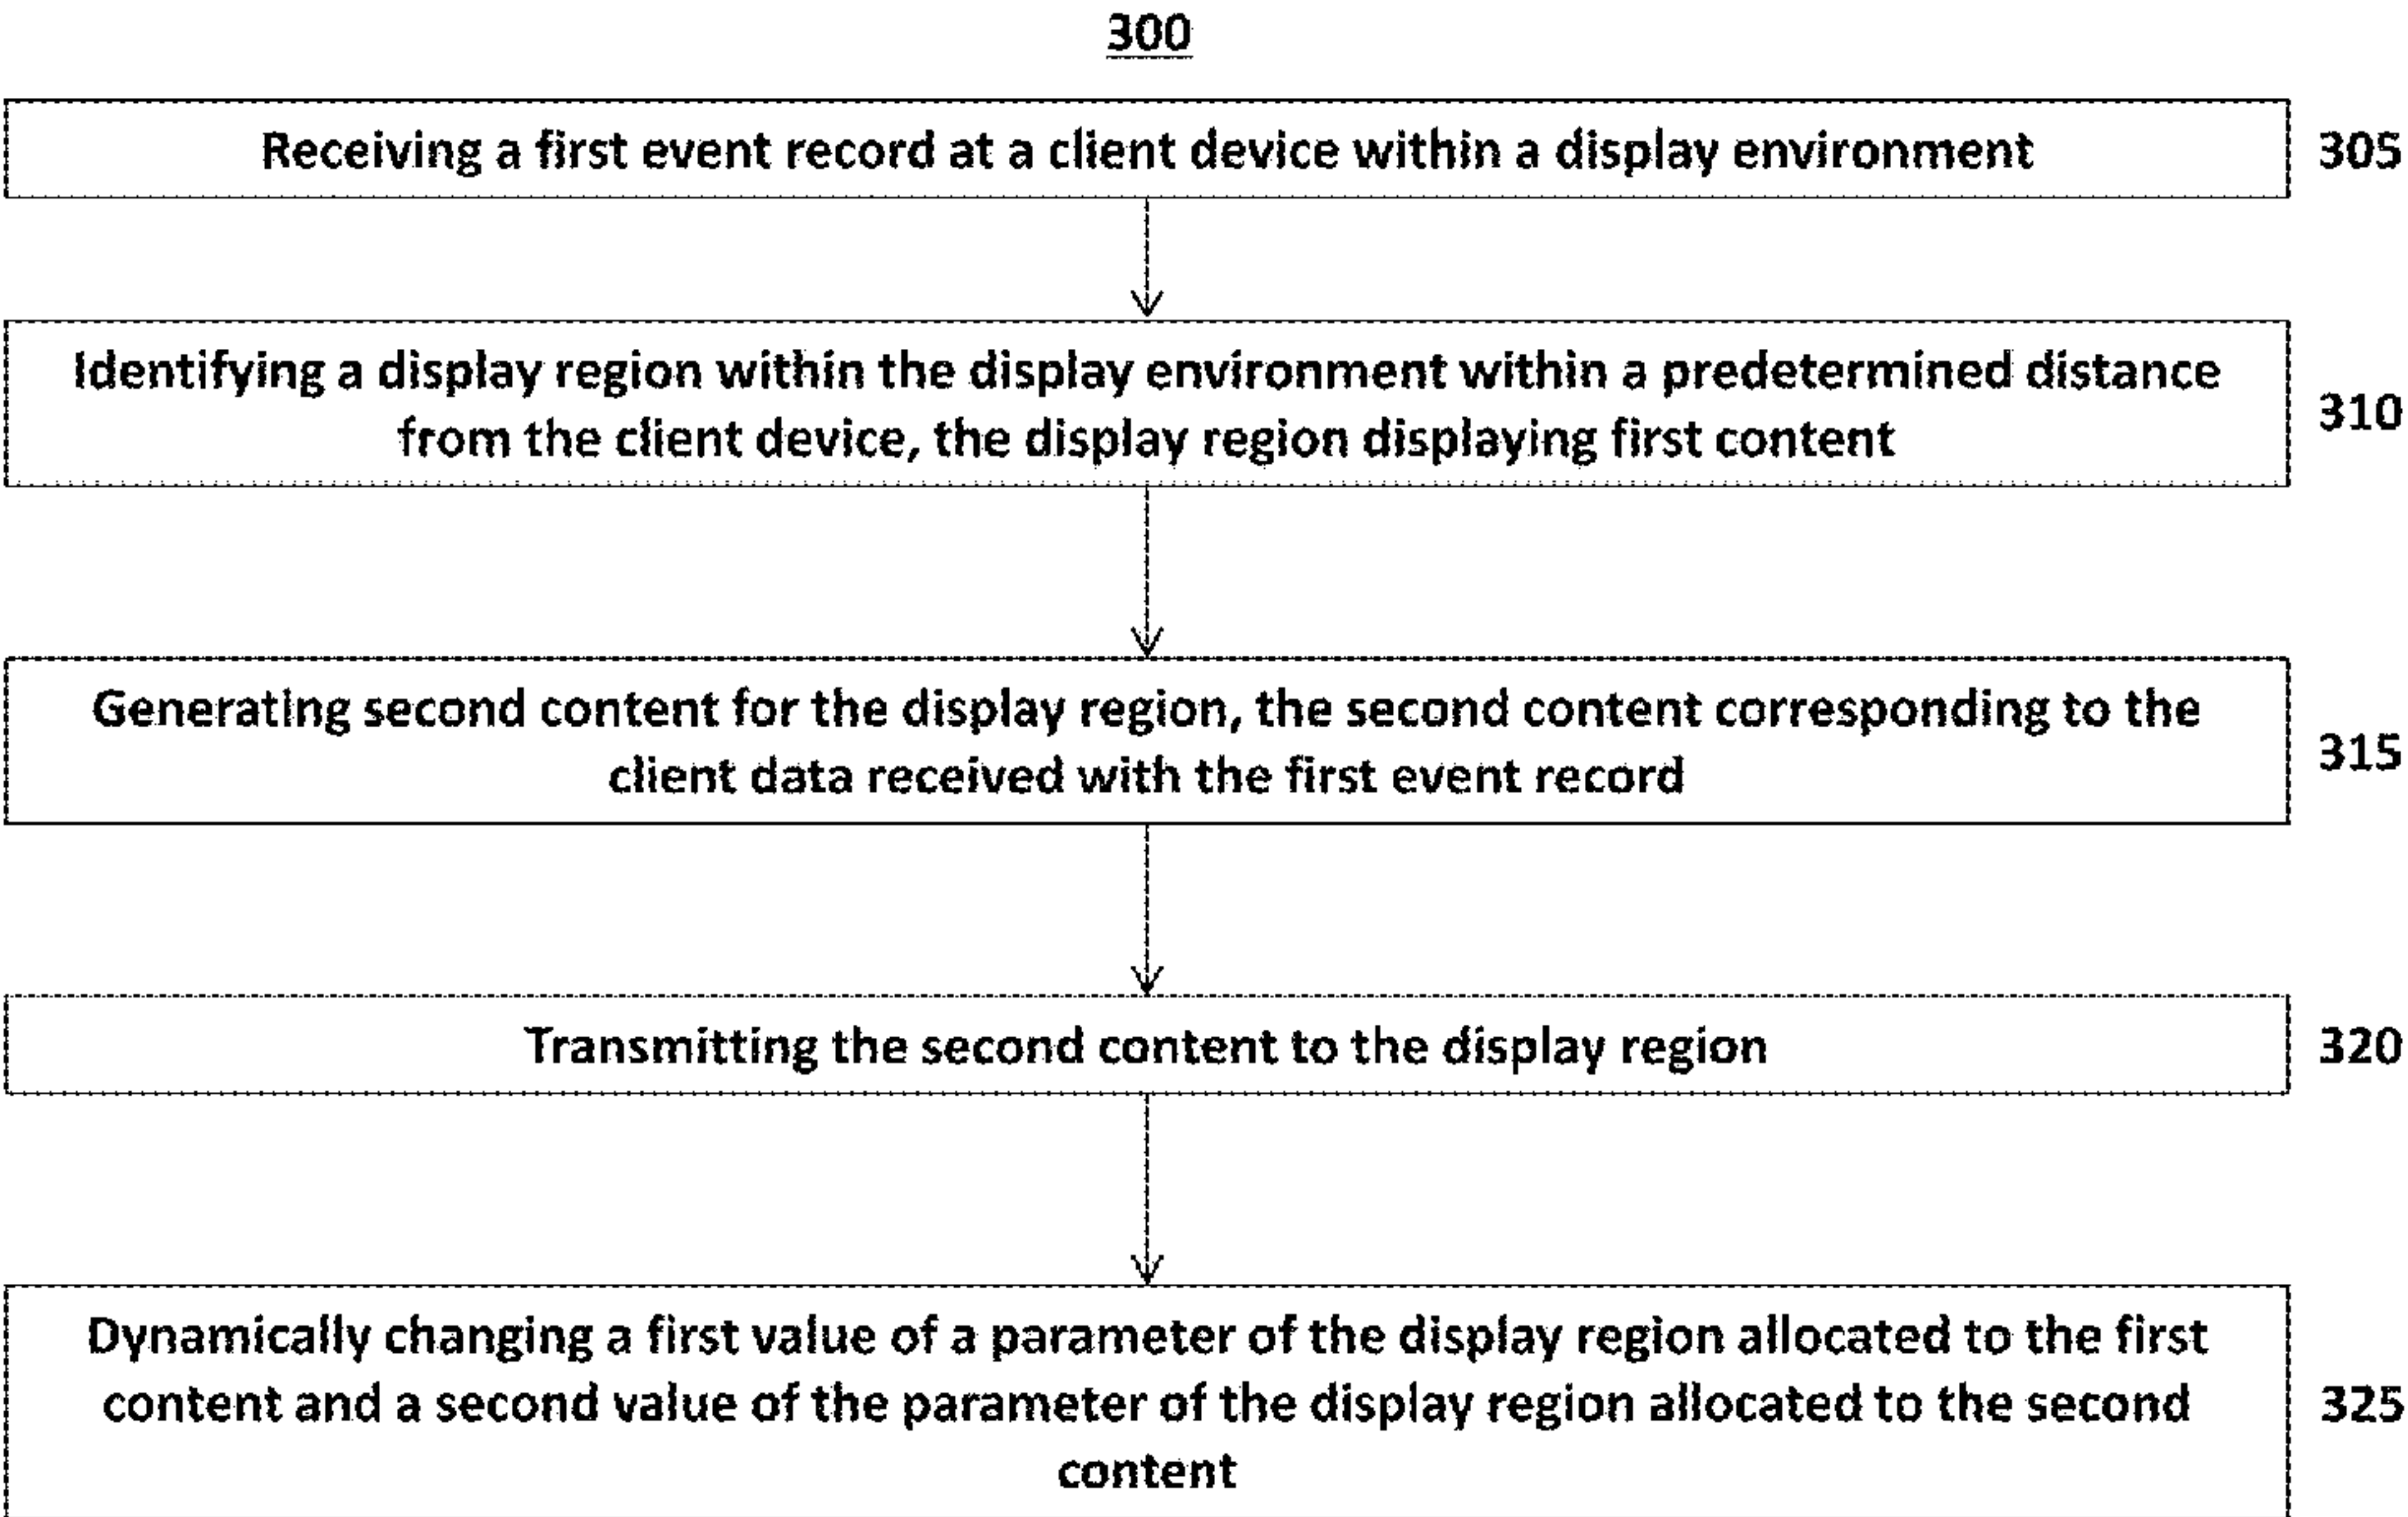 300
Receiving a first event record at a client device within a display environment
305
Identifying a display region within the display environment within a predetermined distance
from the client device, the display region displaying first content
310
Generating second content for the display region, the second content corresponding to the
client data received with the first event record
315
Transmitting the second content to the display region
320
Dynamically changing a first value of a parameter of the display region allocated to the first
content and a second value of the parameter of the display region allocated to the second
content
325